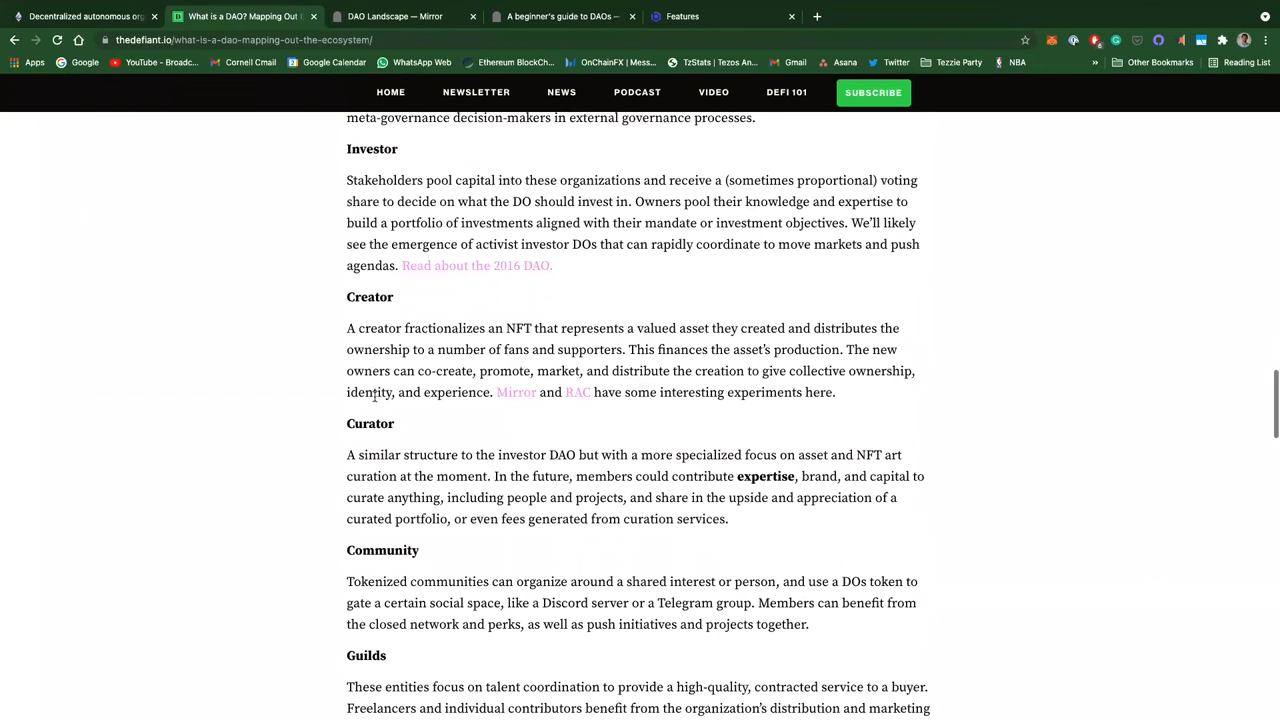 Decentralized autonomous org
What is a DAO? Mapping Out
DAO Landscape — Mirror
A beginner's guide to DAOs —
Features
thedefiant.io/what-is-a-dao-mapping-out-the-ecosystem/
Apps
Google
YouTube - Broadc...
Cornell Cmail
Google Calendar
WhatsApp Web
Ethereum BlockCh...
OnChainFX | Mess...
TzStats | Tezos An...
Gmail
Asana
Twitter
Tezzie Party
NBA
»
Other Bookmarks
Reading List
HOME
NEWSLETTER
NEWS
PODCAST
VIDEO
DEFI 101
SUBSCRIBE
meta-governance decision-makers in external governance processes.
Investor
Stakeholders pool capital into these organizations and receive a (sometimes proportional) voting
share to decide on what the DO should invest in. Owners pool their knowledge and expertise to
build a portfolio of investments aligned with their mandate or investment objectives. We'll likely
see the emergence of activist investor DOs that can rapidly coordinate to move markets and push
agendas. Read about the 2016 DAO.
Creator
A creator fractionalizes an NFT that represents a valued asset they created and distributes the
ownership to a number of fans and supporters. This finances the asset's production. The new
owners can co-create, promote, market, and distribute the creation to give collective ownership,
identity, and experience. Mirror and RAC have some interesting experiments here.
Curator
A similar structure to the investor DAO but with a more specialized focus on asset and NFT art
curation at the moment. In the future, members could contribute expertise, brand, and capital to
curate anything, including people and projects, and share in the upside and appreciation of a
curated portfolio, or even fees generated from curation services.
Community
Tokenized communities can organize around a shared interest or person, and use a DOs token to
gate a certain social space, like a Discord server or a Telegram group. Members can benefit from
the closed network and perks, as well as push initiatives and projects together.
Guilds
These entities focus on talent coordination to provide a high-quality, contracted service to a buyer.
Freelancers and individual contributors benefit from the organization's distribution and marketing